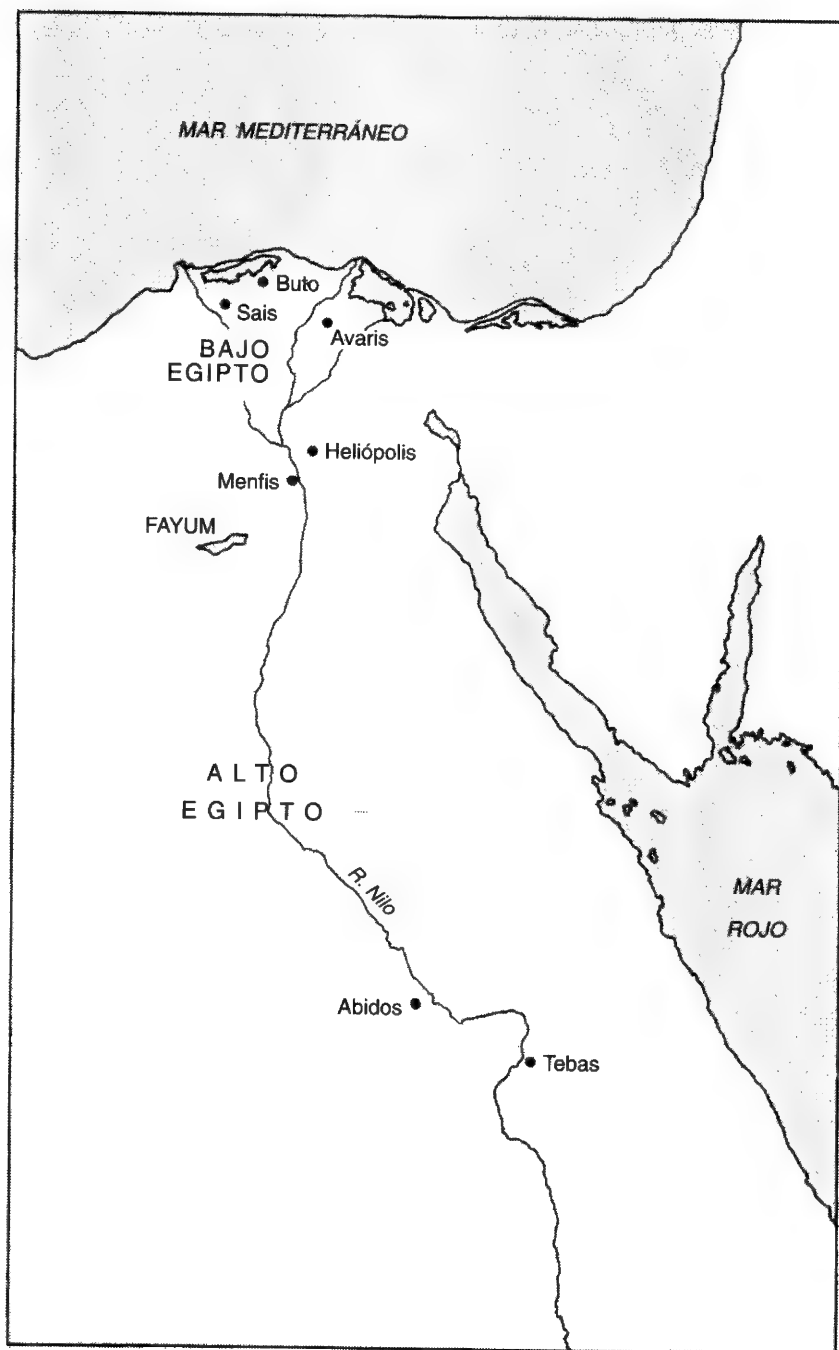 MAR MEDITERRÁNEO
Buto
Sais
Avaris
BAJO
EGIPTO
Heliópolis
Menfis
FAYUM
ALTO
EGIPTO
R. Nilo
MAR
ROJO
Abidos
Tebas